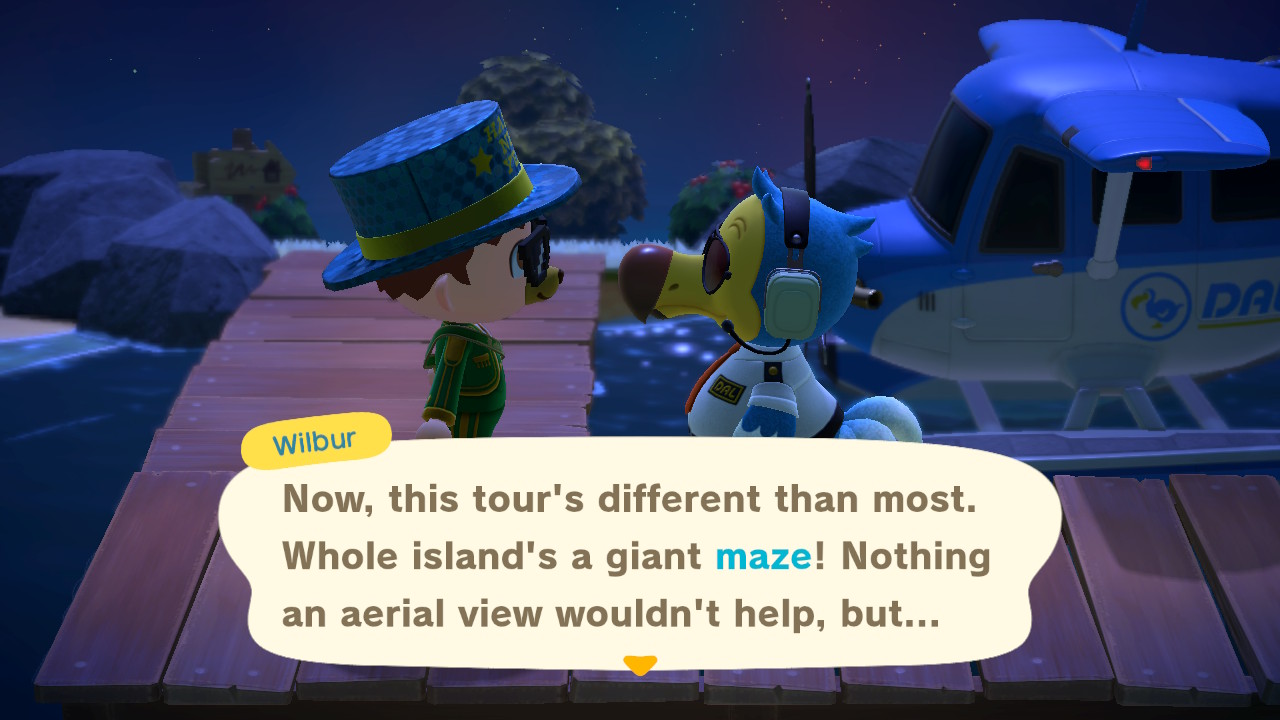 Wilbur
Now, this tour's different than most.
Whole island's a giant maze! Nothing
an aerial view wouldn't help, but...
DAL